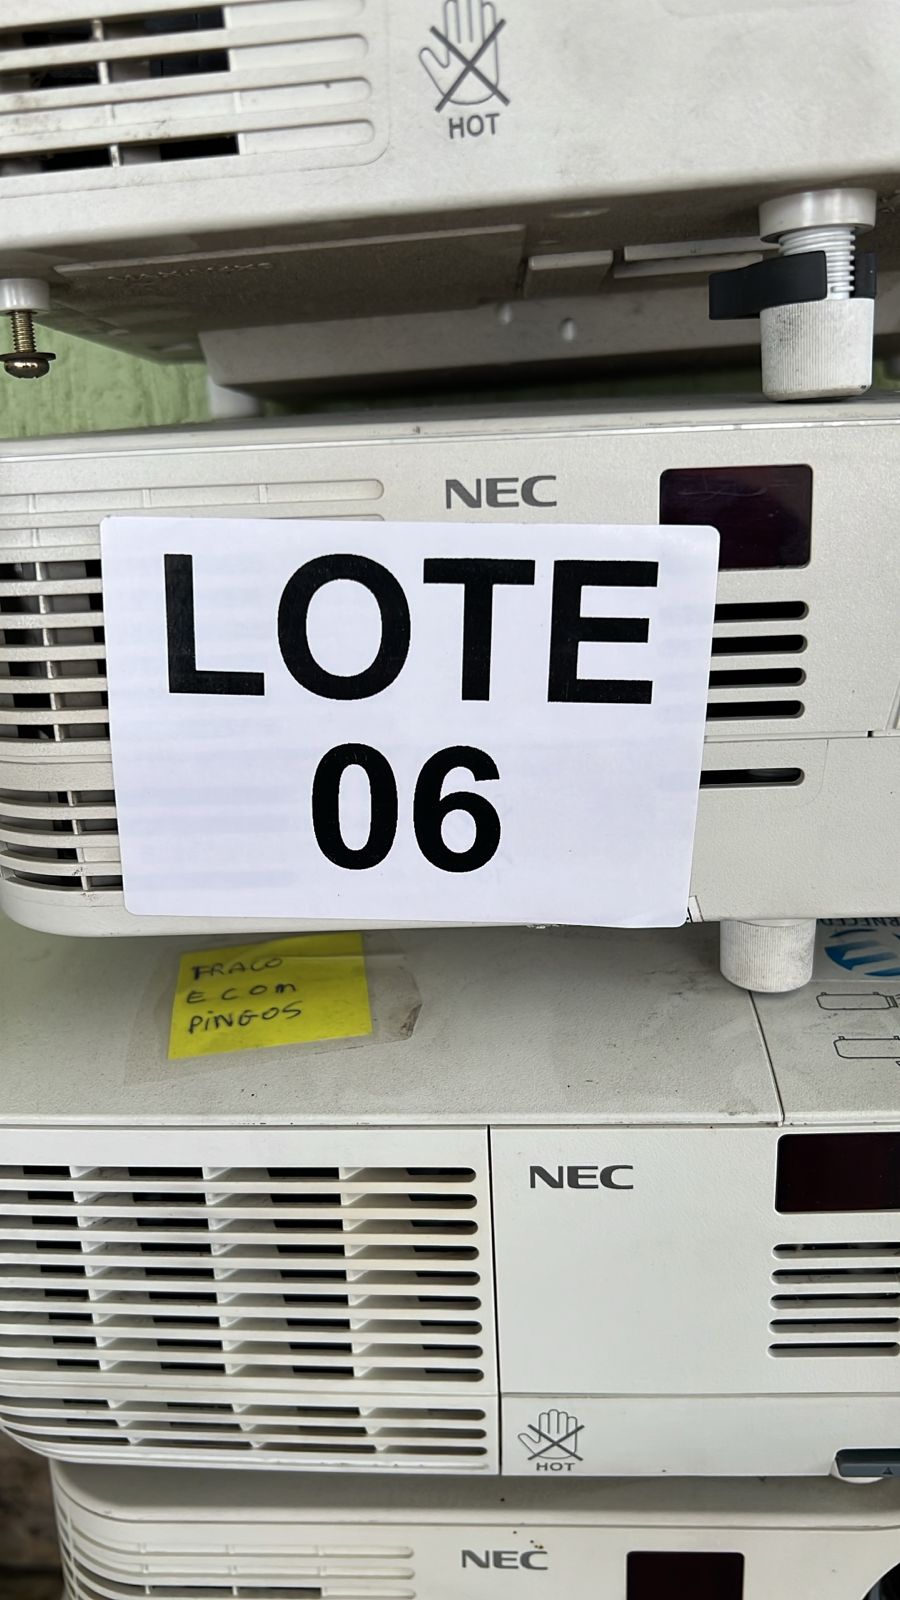 HOT
NEC
LOTE
06
FRACO
E COM
PINGOS
NEC
HOT
NEC